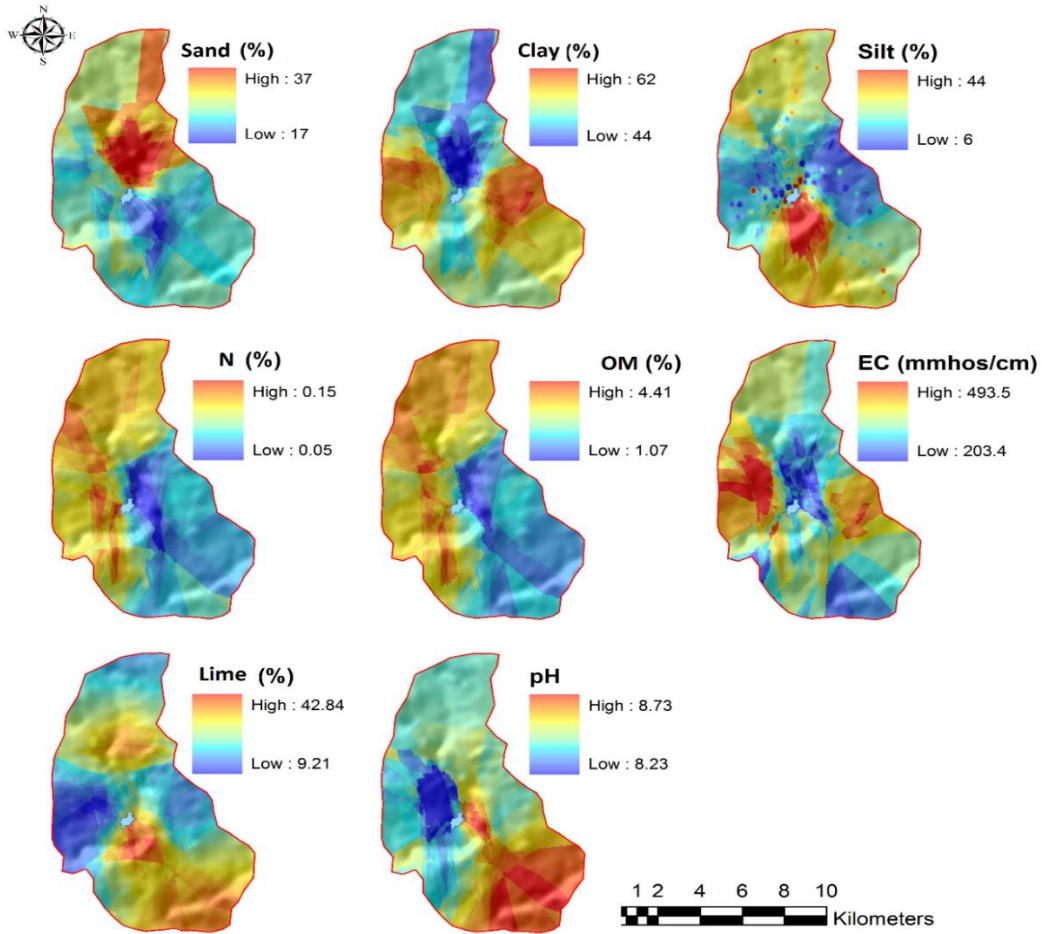 N
W E
S
Sand (%)
High : 37
Low : 17
Clay (%)
High : 62
Low : 44
Silt (%)
High : 44
Low : 6
N (%)
High : 0.15
Low : 0.05
OM (%)
High : 4.41
Low : 1.07
EC (mmhos/cm)
High : 493.5
Low : 203.4
Lime (%)
High : 42.84
Low : 9.21
pH
High : 8.73
Low : 8.23
1 2 4 6 8 10
Kilometers